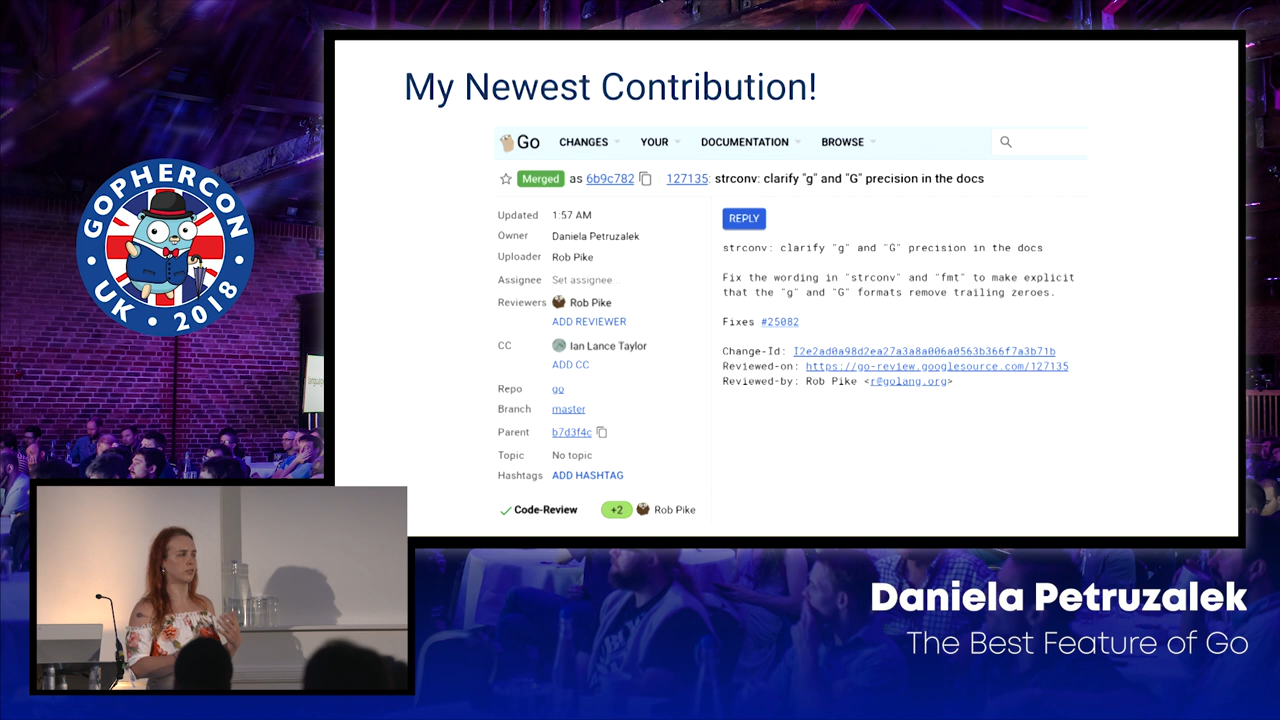 My Newest Contribution!
Go CHANGES YOUR DOCUMENTATION BROWSE
Merged as 6b9c782 127135: strconv: clarify "g" and "G" precision in the docs
Updated 1:57 AM
Owner Daniela Petruzalek
Uploader Rob Pike
Assignee Set assignee...
Reviewers Rob Pike
ADD REVIEWER
CC Ian Lance Taylor
ADD CC
Repo go
Branch master
Parent b7d3f4c
Topic No topic
Hashtags ADD HASHTAG
Code-Review +2 Rob Pike
REPLY
strconv: clarify "g" and "G" precision in the docs
Fix the wording in "strconv" and "fmt" to make explicit
that the "g" and "G" formats remove trailing zeroes.
Fixes #25082
Change-Id: I2e2ad0a98d2ea27a3a8a006a0563b366f7a3b71b
Reviewed-on: https://go-review.googlesource.com/127135
Reviewed-by: Rob Pike <r@golang.org>
GOPHERCON
UK • 2018
Daniela Petruzalek
The Best Feature of Go